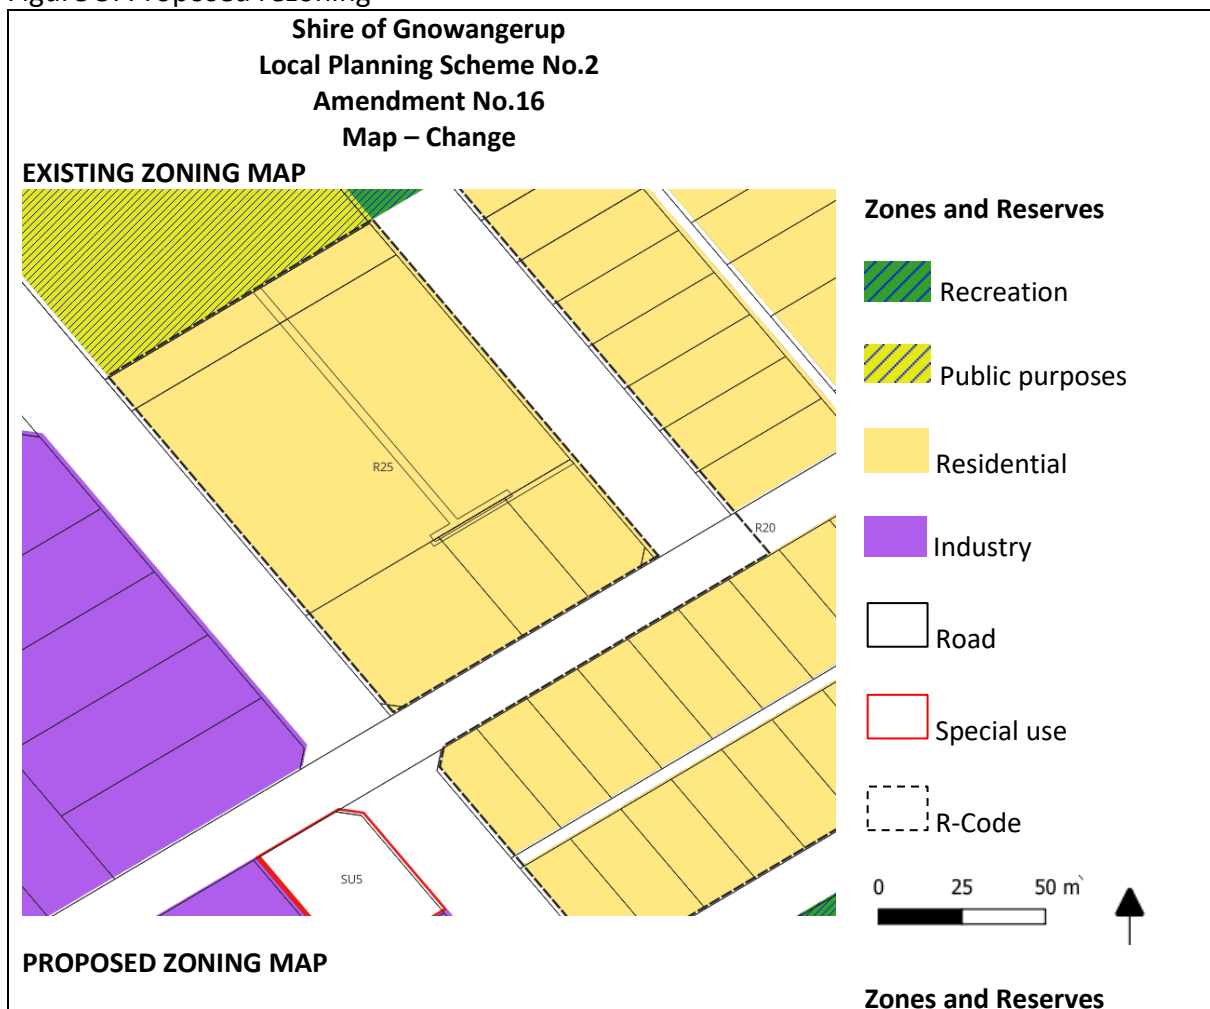 Shire of Gnowangerup
Local Planning Scheme No.2
Amendment No.16
Map – Change
EXISTING ZONING MAP
R25
R20
SU5
Zones and Reserves
Recreation
Public purposes
Residential
Industry
Road
Special use
R-Code
0 25 50 m
PROPOSED ZONING MAP
Zones and Reserves